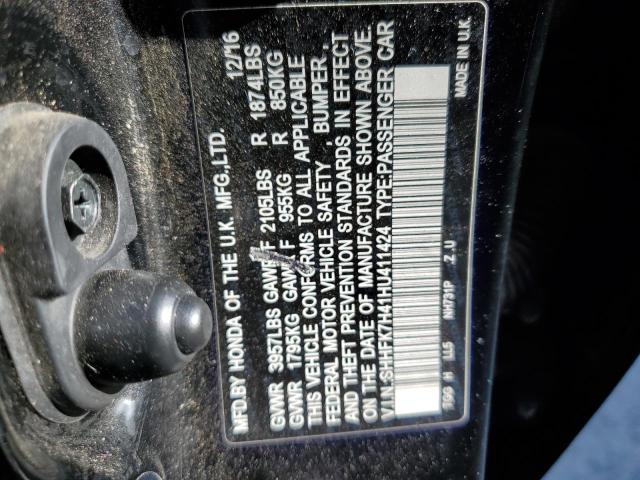 MFD.BY HONDA OF THE U.K. MFG.,LTD. 12/16
GVWR 3957LBS GAWR F 2105LBS R 1874LBS
GVWR 1795KG GAWR F 955KG R 850KG
THIS VEHICLE CONFORMS TO ALL APPLICABLE
FEDERAL MOTOR VEHICLE SAFETY, BUMPER,
AND THEFT PREVENTION STANDARDS IN EFFECT
ON THE DATE OF MANUFACTURE SHOWN ABOVE.
V.I.N:SHHFK7H41HU411424 TYPE:PASSENGER CAR
NH731P Z U MADE IN U.K